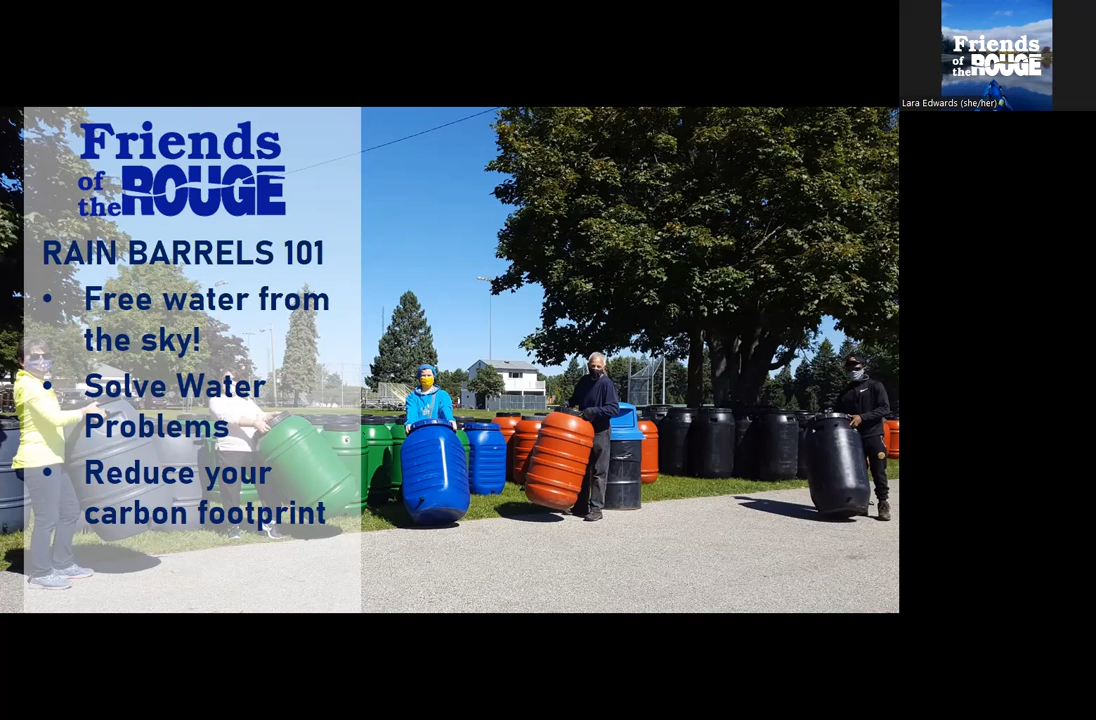 Friends
of
the ROUGE
RAIN BARRELS 101
• Free water from
the sky!
• Solve Water
Problems
• Reduce your
carbon footprint
Friends
of
the ROUGE
Lara Edwards (she/her)